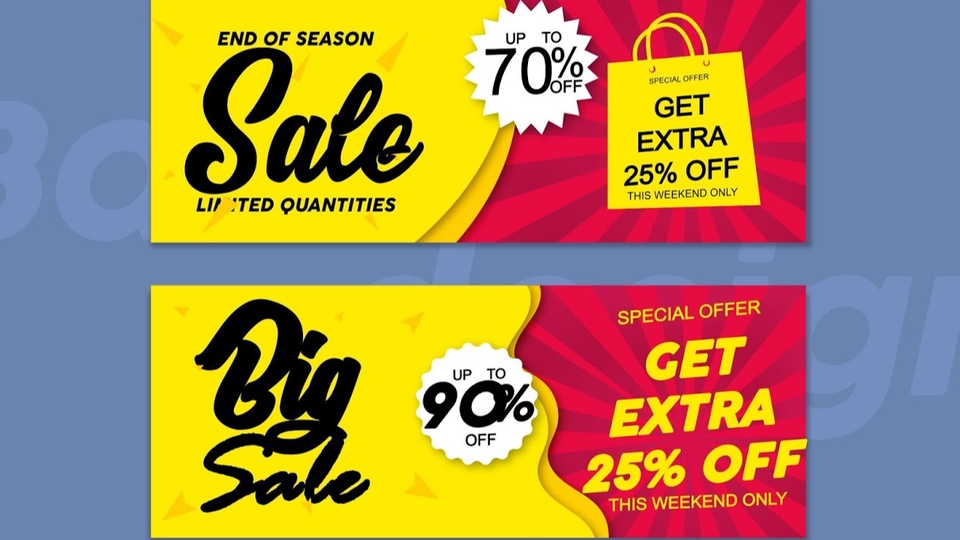 END OF SEASON
Sale
LIMITED QUANTITIES
UP TO
70%
OFF
SPECIAL OFFER
GET
EXTRA
25% OFF
THIS WEEKEND ONLY
Big
Sale
UP TO
90%
OFF
SPECIAL OFFER
GET
EXTRA
25% OFF
THIS WEEKEND ONLY
design